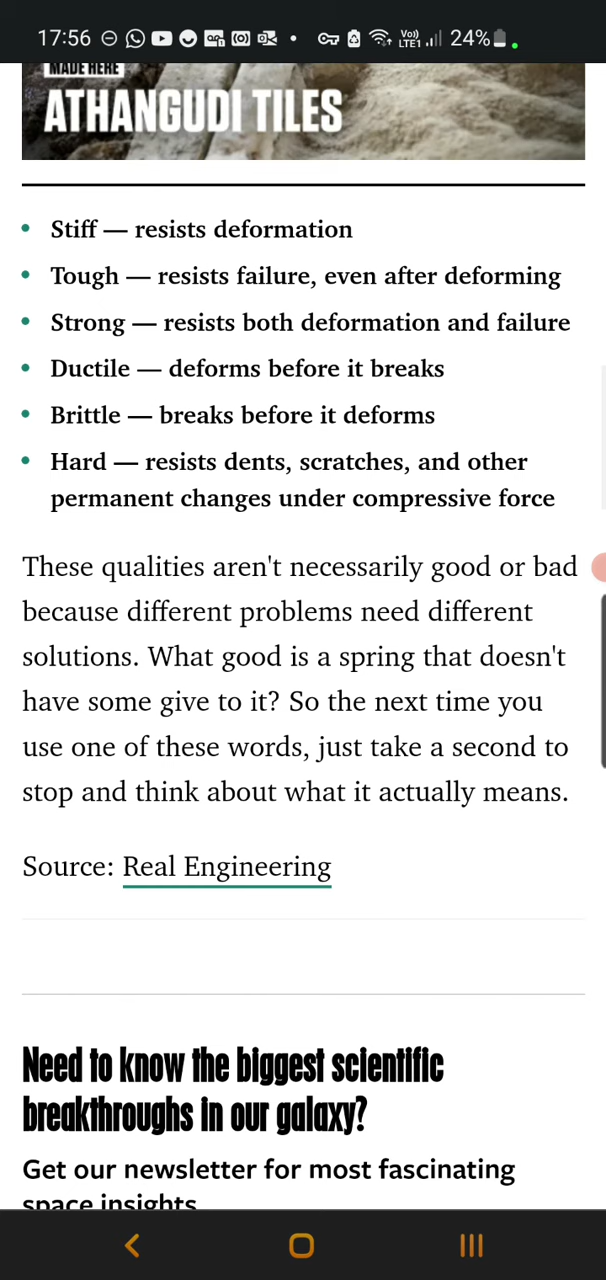 17:56
Vo))
LTE1
24%
MADE HERE
ATHANGUDI TILES
• Stiff — resists deformation
• Tough — resists failure, even after deforming
• Strong — resists both deformation and failure
• Ductile — deforms before it breaks
• Brittle — breaks before it deforms
• Hard — resists dents, scratches, and other
permanent changes under compressive force
These qualities aren't necessarily good or bad
because different problems need different
solutions. What good is a spring that doesn't
have some give to it? So the next time you
use one of these words, just take a second to
stop and think about what it actually means.
Source: Real Engineering
Need to know the biggest scientific
breakthroughs in our galaxy?
Get our newsletter for most fascinating
space insights